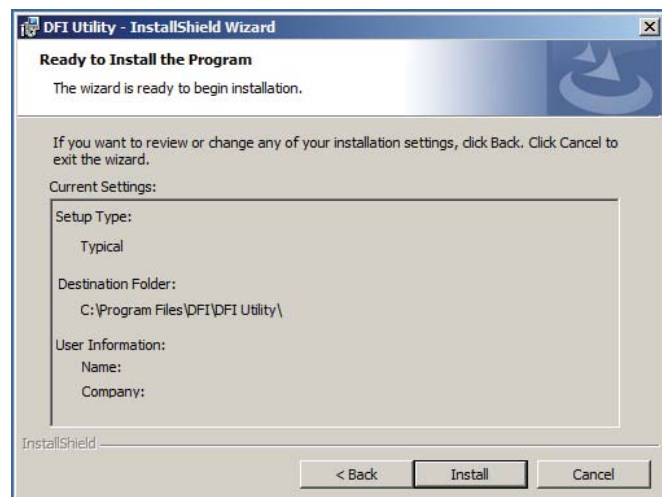 DFI Utility - InstallShield Wizard
Ready to Install the Program
The wizard is ready to begin installation.
If you want to review or change any of your installation settings, click Back. Click Cancel to
exit the wizard.
Current Settings:
Setup Type:
Typical
Destination Folder:
C:\Program Files\DFI\DFI Utility\
User Information:
Name:
Company:
InstallShield
< Back Install Cancel